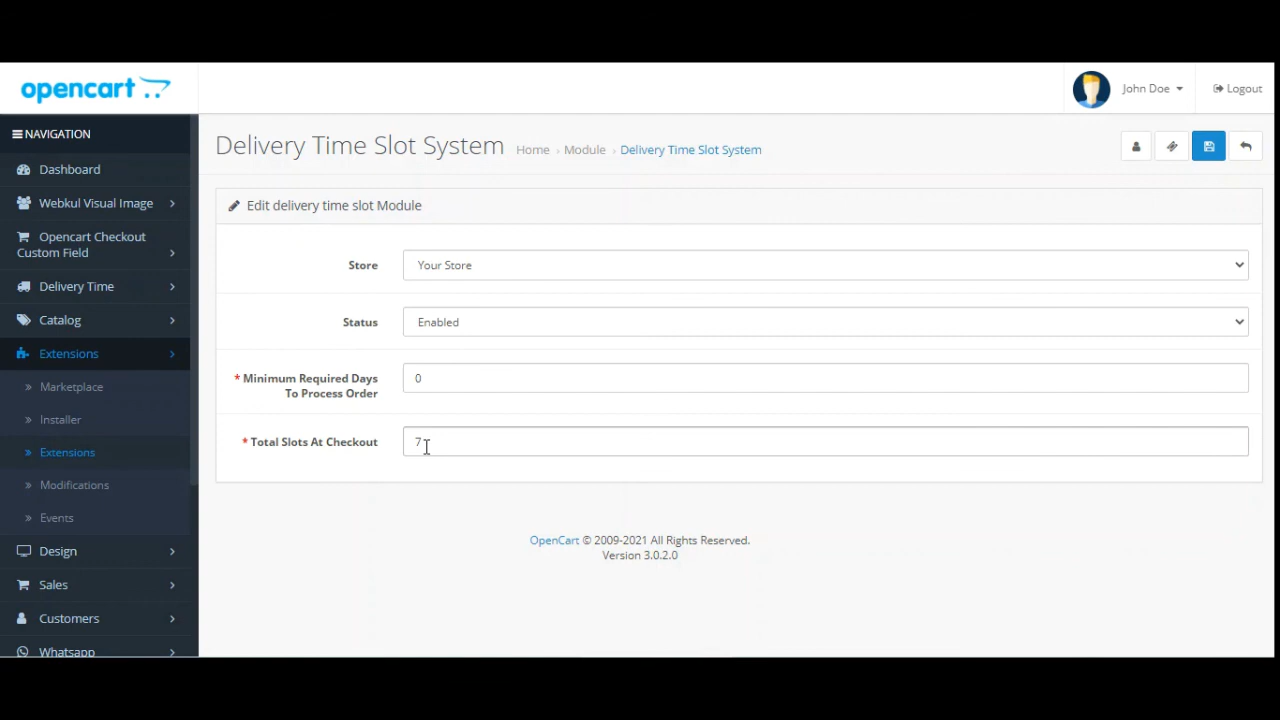 opencart
John Doe
Logout
NAVIGATION
Dashboard
Webkul Visual Image
Opencart Checkout
Custom Field
Delivery Time
Catalog
Extensions
» Marketplace
» Installer
» Extensions
» Modifications
» Events
Design
Sales
Customers
Whatsapp
Delivery Time Slot System Home › Module › Delivery Time Slot System
Edit delivery time slot Module
Store Your Store
Status Enabled
* Minimum Required Days
To Process Order
0
* Total Slots At Checkout 7
OpenCart © 2009-2021 All Rights Reserved.
Version 3.0.2.0